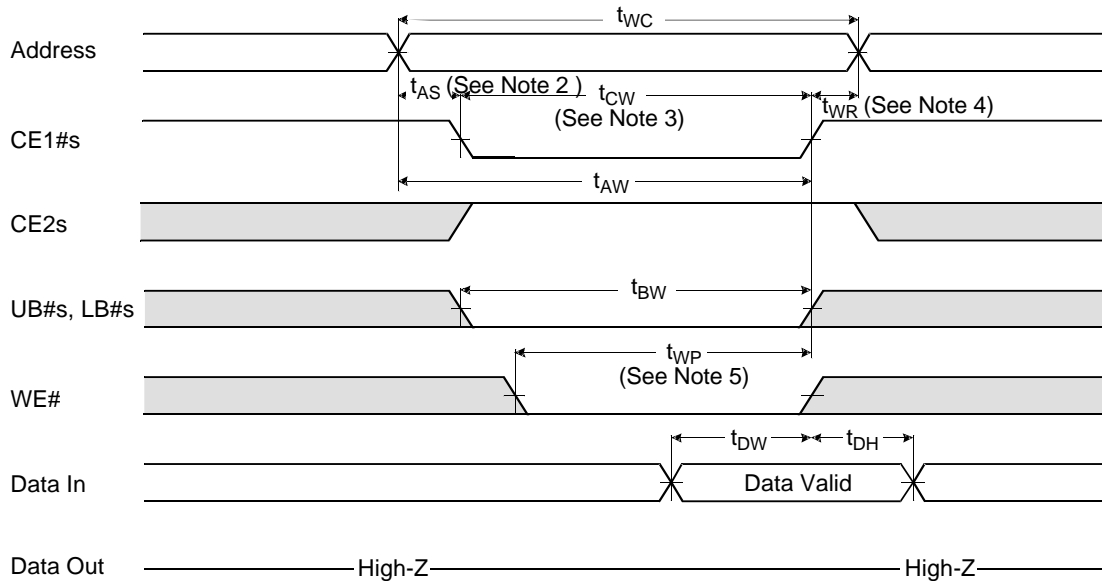 tWC
Address
tAS (See Note 2 )
tCW
(See Note 3)
tWR (See Note 4)
CE1#s
tAW
CE2s
tBW
UB#s, LB#s
tWP
(See Note 5)
WE#
tDW
tDH
Data In
Data Valid
Data Out
High-Z
High-Z